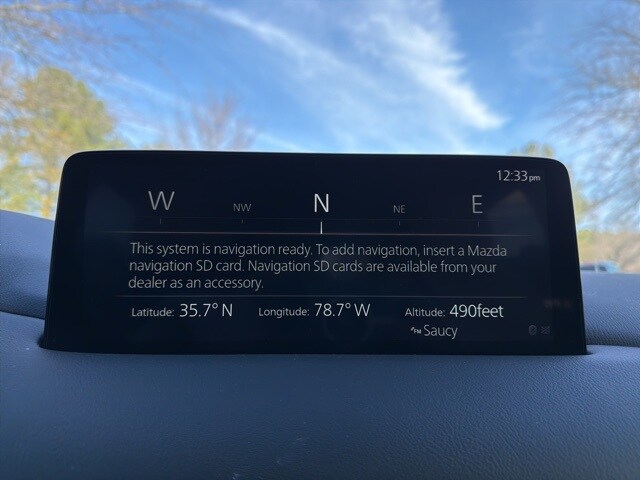 12:33pm
W NW N NE E
This system is navigation ready. To add navigation, insert a Mazda
navigation SD card. Navigation SD cards are available from your
dealer as an accessory.
Latitude: 35.7° N Longitude: 78.7° W Altitude: 490feet
FM Saucy